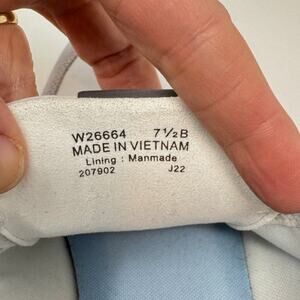 W26664 7½B
MADE IN VIETNAM
Lining : Manmade
207902 J22